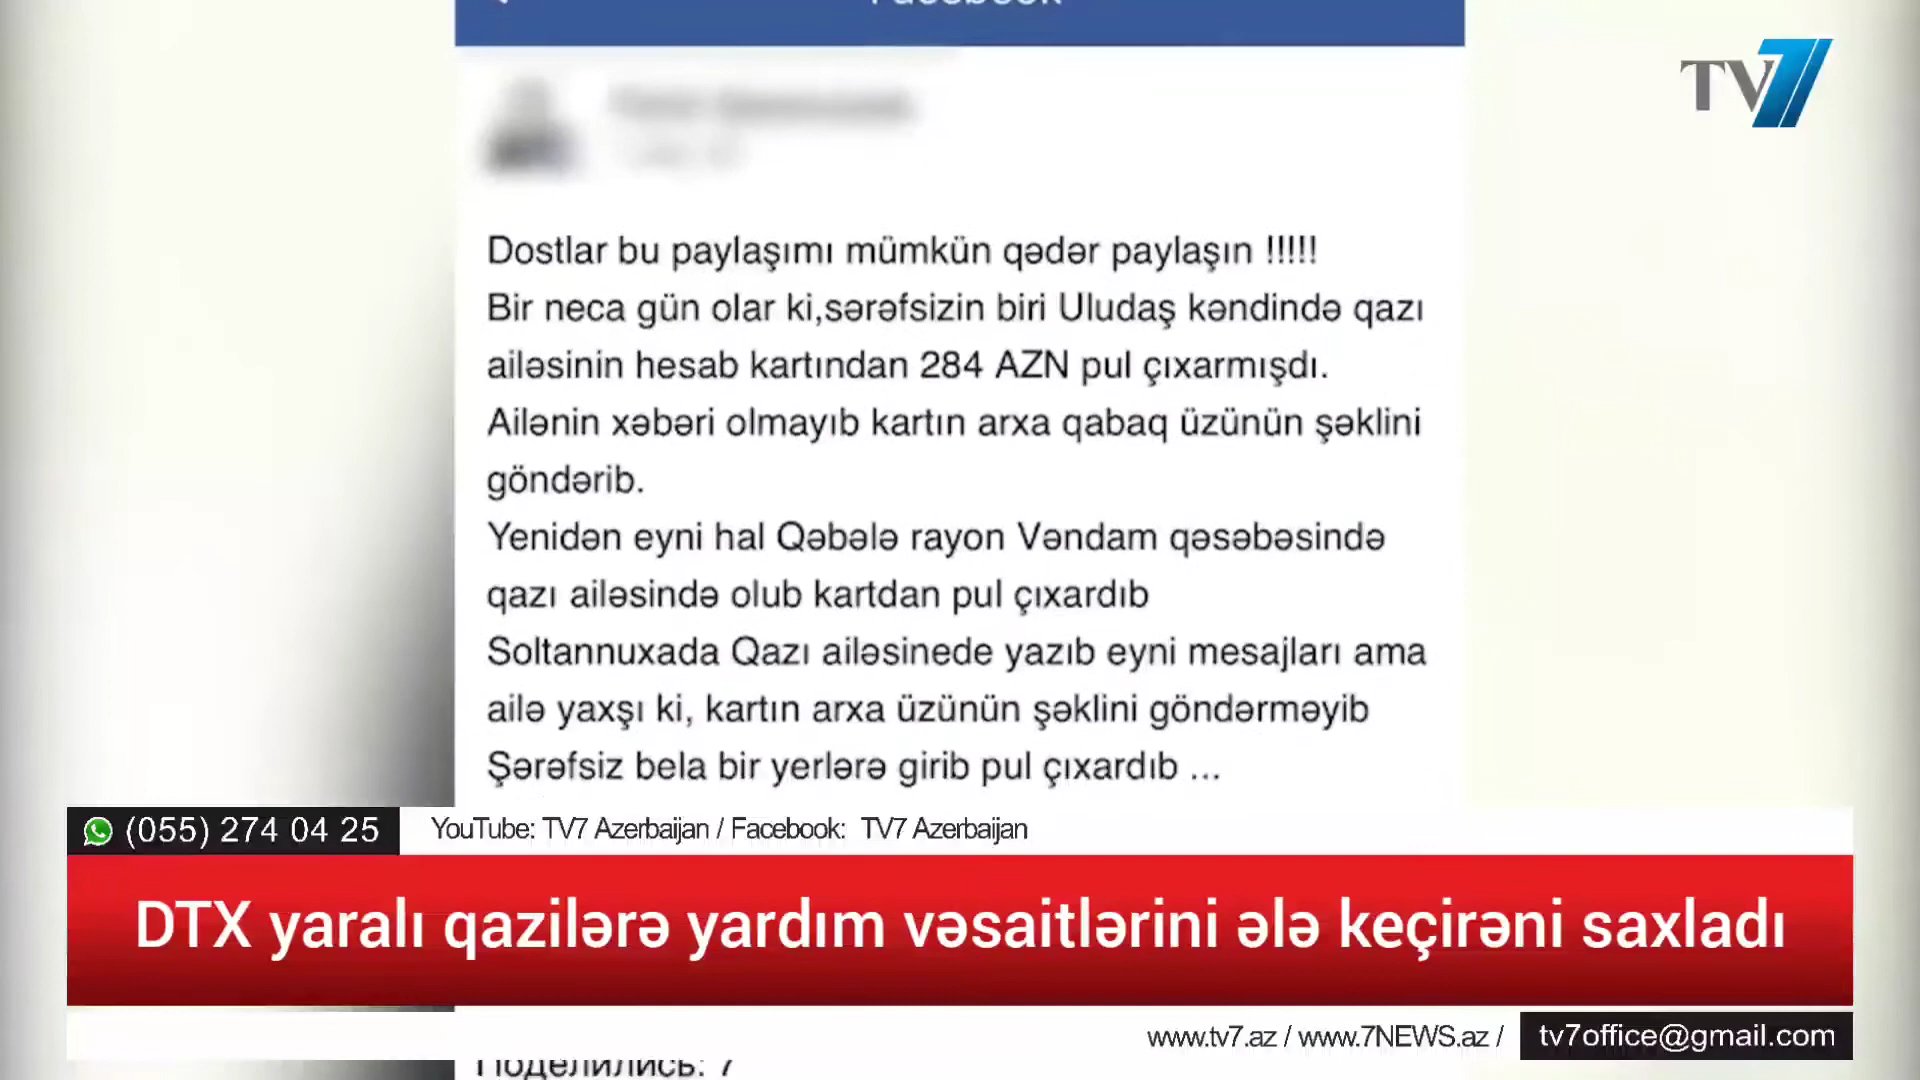 Facebook
TV7
Dostlar bu paylaşımı mümkün qədər paylaşın !!!!!
Bir neca gün olar ki,sərəfsizin biri Uludaş kəndində qazı
ailəsinin hesab kartından 284 AZN pul çıxarmışdı.
Ailənin xəbəri olmayıb kartın arxa qabaq üzünün şəklini
göndərib.
Yenidən eyni hal Qəbələ rayon Vəndam qəsəbəsində
qazı ailəsində olub kartdan pul çıxardıb
Soltannuxada Qazı ailəsinede yazıb eyni mesajları ama
ailə yaxşı ki, kartın arxa üzünün şəklini göndərməyib
Şərəfsiz bela bir yerlərə girib pul çıxardıb ...
(055) 274 04 25 YouTube: TV7 Azerbaijan / Facebook: TV7 Azerbaijan
DTX yaralı qazilərə yardım vəsaitlərini ələ keçirəni saxladı
www.tv7.az / www.7NEWS.az / tv7office@gmail.com
Поделились: 7